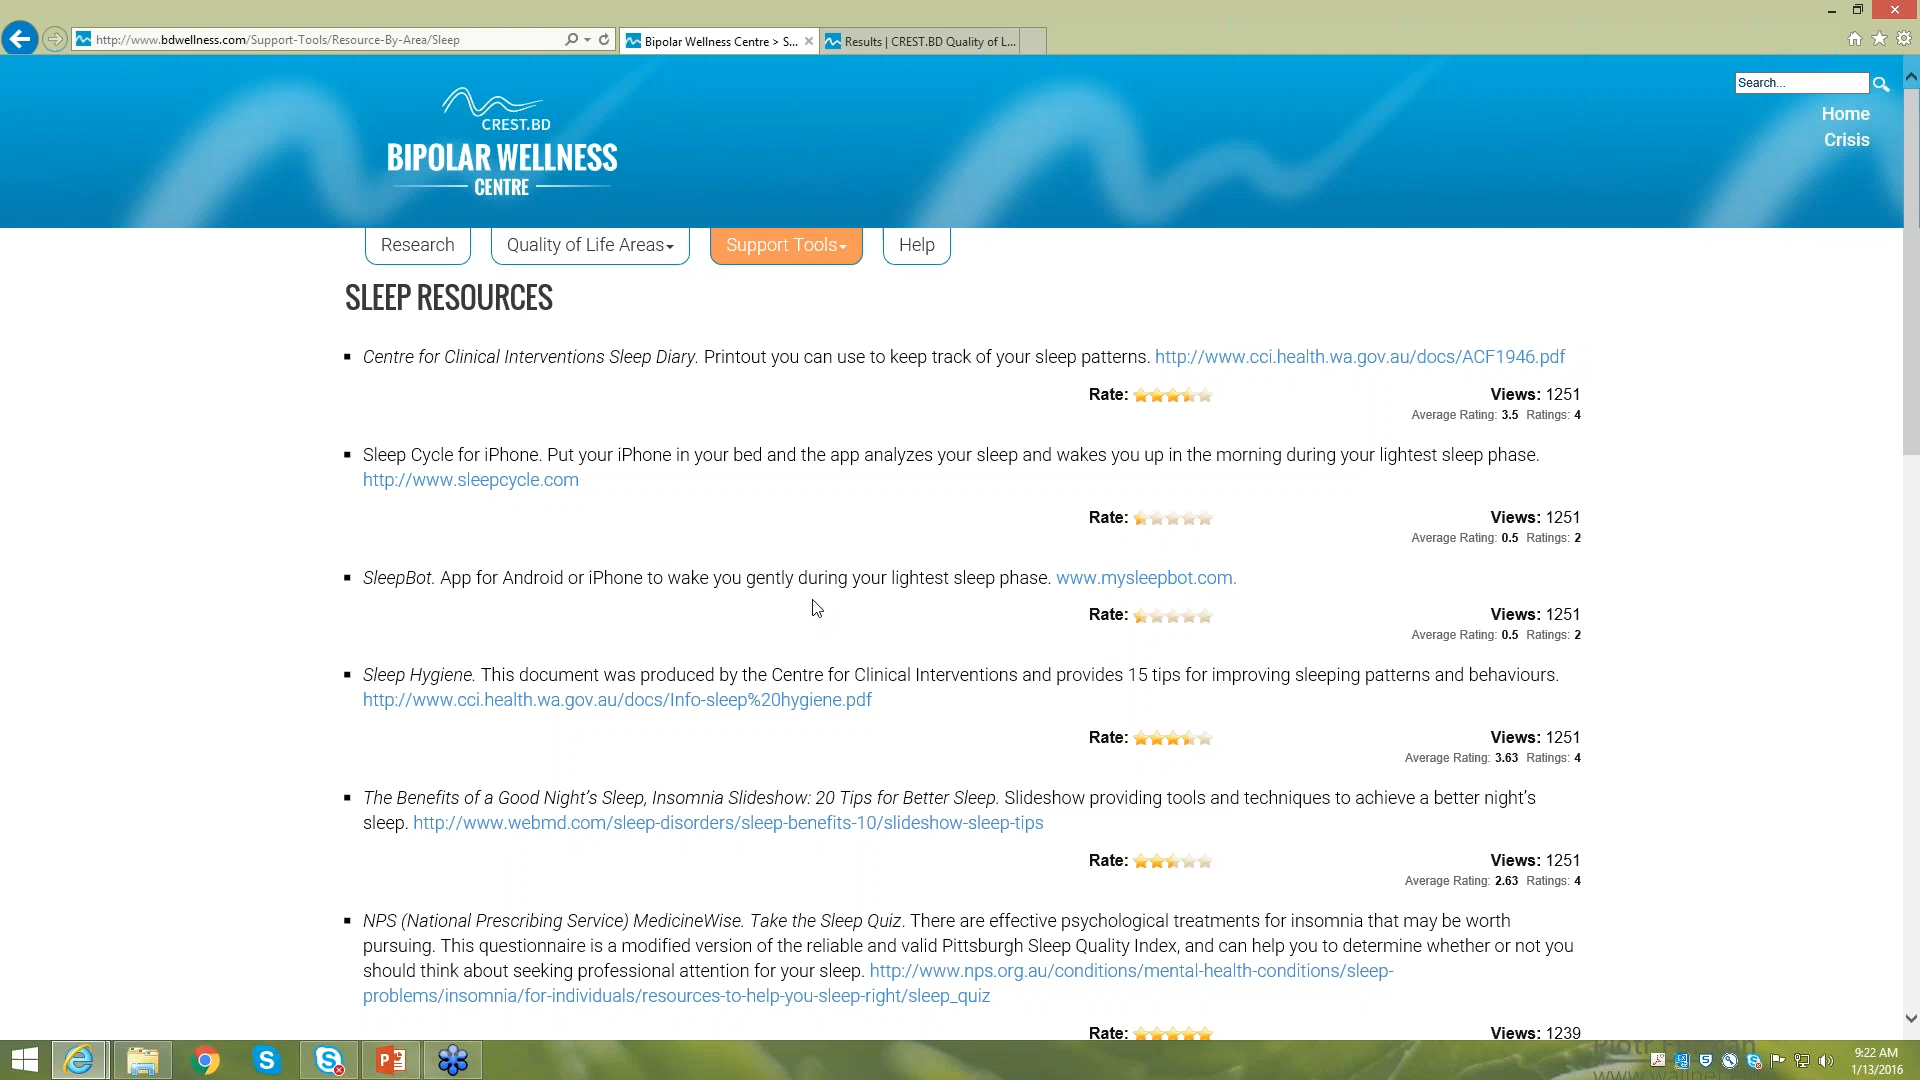 http://www.bdwellness.com/Support-Tools/Resource-By-Area/Sleep
Bipolar Wellness Centre > S...
Results | CREST.BD Quality of L...
Search...
Home
Crisis
CREST.BD
BIPOLAR WELLNESS
CENTRE
Research
Quality of Life Areas
Support Tools
Help
SLEEP RESOURCES
Centre for Clinical Interventions Sleep Diary. Printout you can use to keep track of your sleep patterns. http://www.cci.health.wa.gov.au/docs/ACF1946.pdf
Rate: Views: 1251
Average Rating: 3.5 Ratings: 4
Sleep Cycle for iPhone. Put your iPhone in your bed and the app analyzes your sleep and wakes you up in the morning during your lightest sleep phase.
http://www.sleepcycle.com
Rate: Views: 1251
Average Rating: 0.5 Ratings: 2
SleepBot. App for Android or iPhone to wake you gently during your lightest sleep phase. www.mysleepbot.com.
Rate: Views: 1251
Average Rating: 0.5 Ratings: 2
Sleep Hygiene. This document was produced by the Centre for Clinical Interventions and provides 15 tips for improving sleeping patterns and behaviours.
http://www.cci.health.wa.gov.au/docs/Info-sleep%20hygiene.pdf
Rate: Views: 1251
Average Rating: 3.63 Ratings: 4
The Benefits of a Good Night's Sleep, Insomnia Slideshow: 20 Tips for Better Sleep. Slideshow providing tools and techniques to achieve a better night's
sleep. http://www.webmd.com/sleep-disorders/sleep-benefits-10/slideshow-sleep-tips
Rate: Views: 1251
Average Rating: 2.63 Ratings: 4
NPS (National Prescribing Service) MedicineWise. Take the Sleep Quiz. There are effective psychological treatments for insomnia that may be worth
pursuing. This questionnaire is a modified version of the reliable and valid Pittsburgh Sleep Quality Index, and can help you to determine whether or not you
should think about seeking professional attention for your sleep. http://www.nps.org.au/conditions/mental-health-conditions/sleep-
problems/insomnia/for-individuals/resources-to-help-you-sleep-right/sleep_quiz
Rate: Views: 1239
9:22 AM
1/13/2016